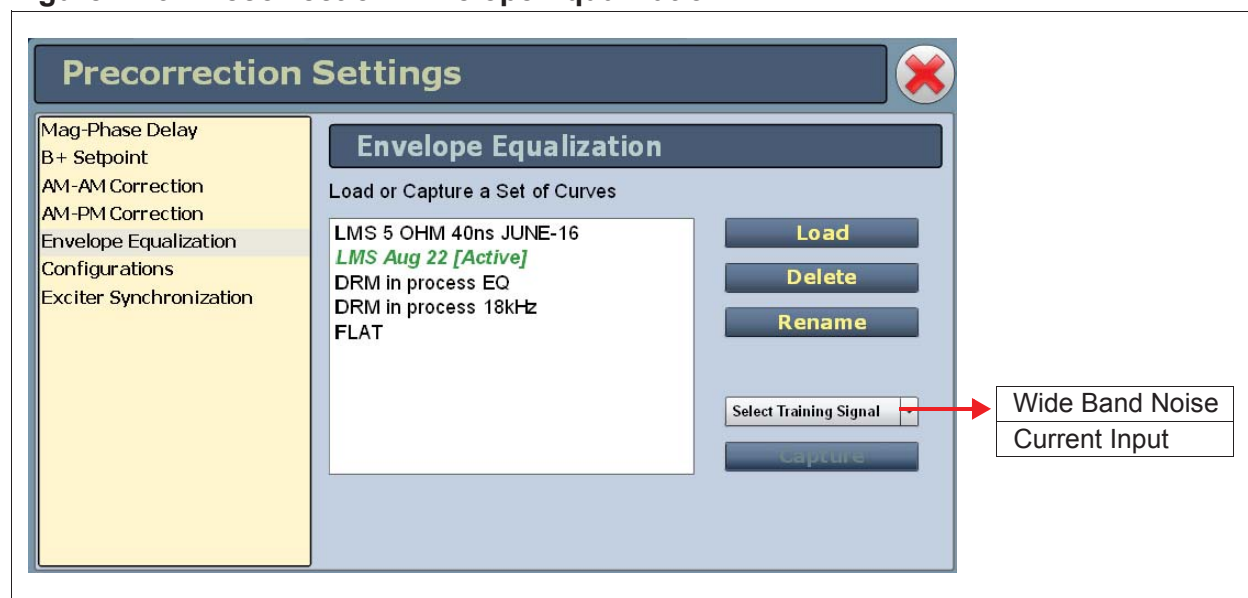 Precorrection Settings
Mag-Phase Delay
B+ Setpoint
AM-AM Correction
AM-PM Correction
Envelope Equalization
Configurations
Exciter Synchronization
Envelope Equalization
Load or Capture a Set of Curves
LMS 5 OHM 40ns JUNE-16
LMS Aug 22 [Active]
DRM in process EQ
DRM in process 18kHz
FLAT
Load
Delete
Rename
Select Training Signal
Capture
Wide Band Noise
Current Input